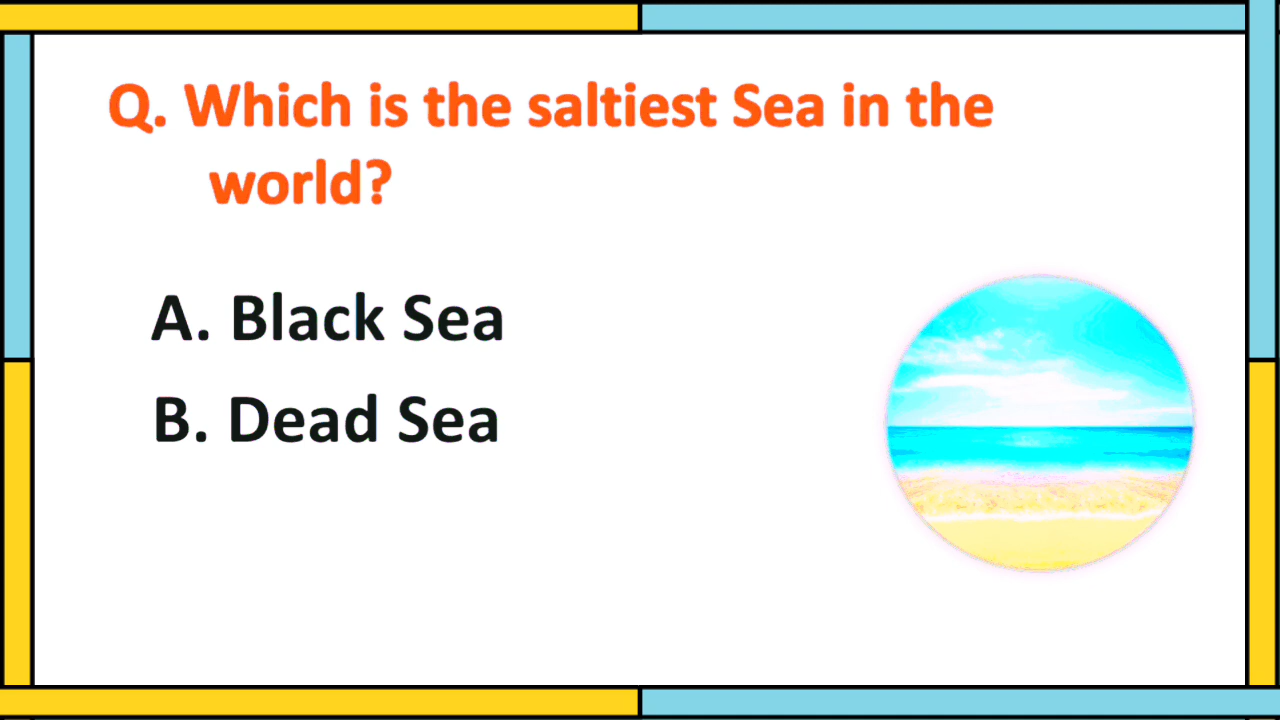 Q. Which is the saltiest Sea in the
world?
A. Black Sea
B. Dead Sea